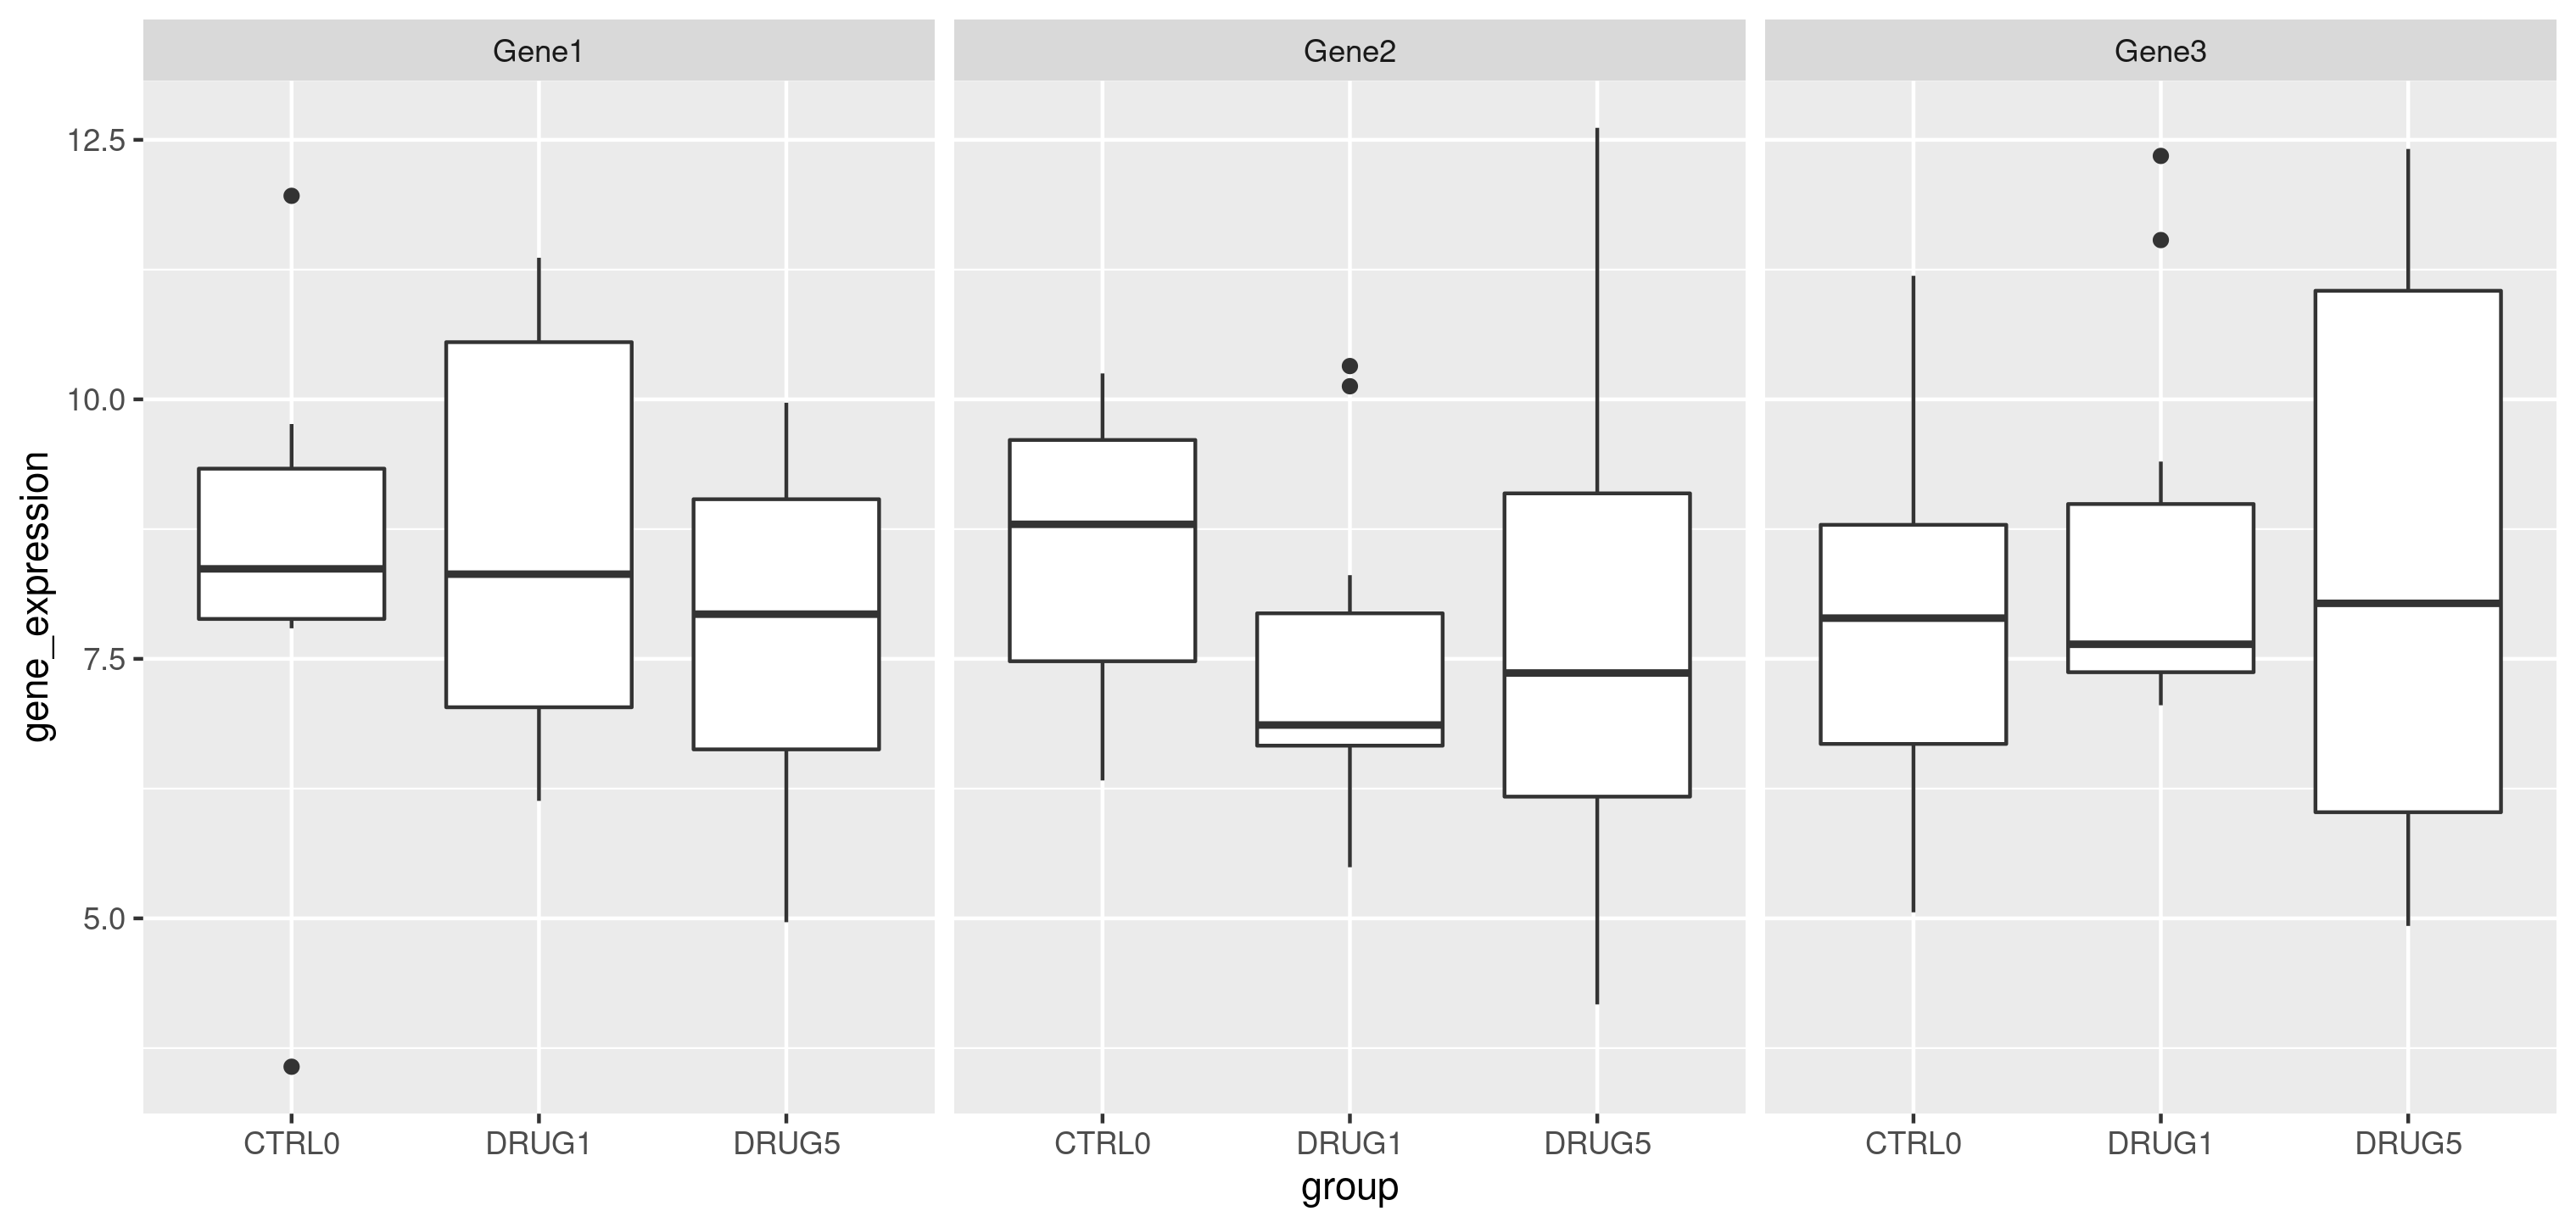 Gene1 Gene2 Gene3
12.5
10.0
7.5
5.0
gene_expression
CTRL0 DRUG1 DRUG5 CTRL0 DRUG1 DRUG5 CTRL0 DRUG1 DRUG5
group